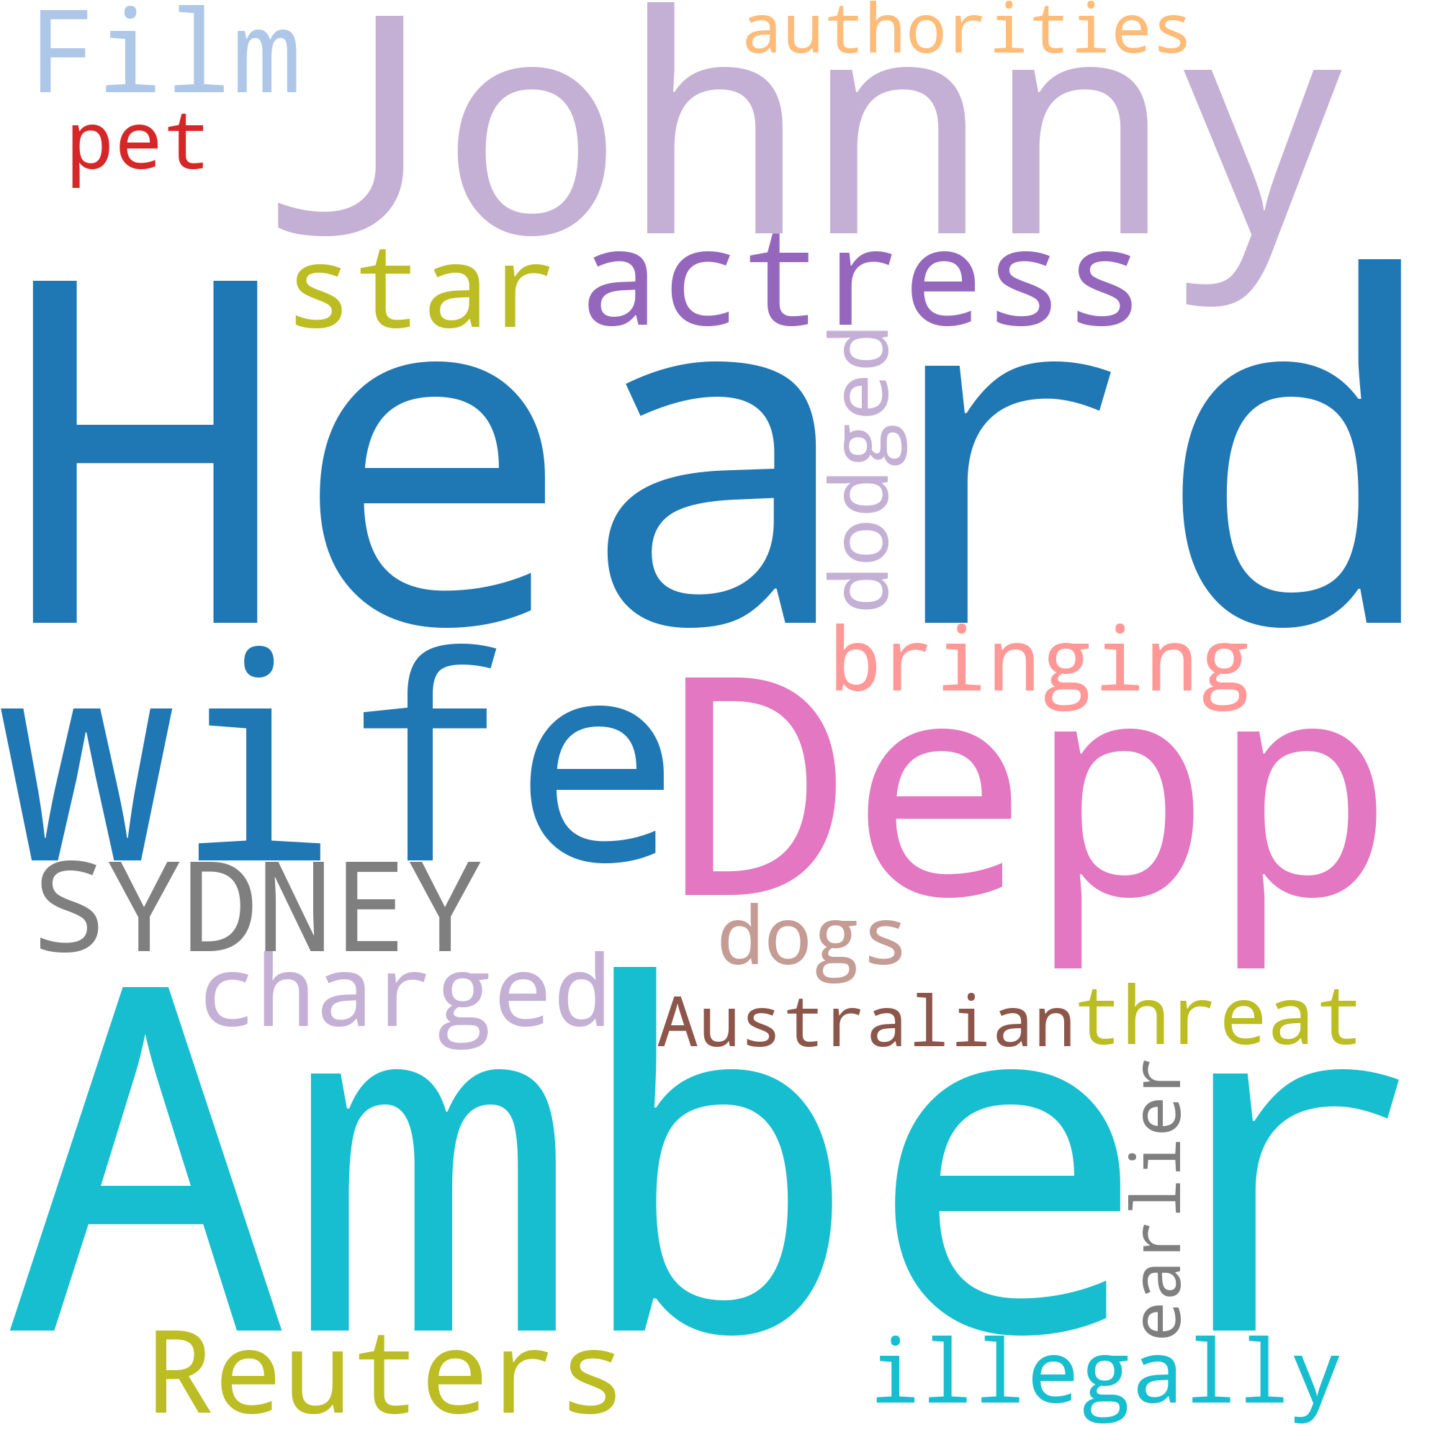 Film
authorities
Johnny
pet
star
actress
Heard
dodged
bringing
wife
Depp
SYDNEY
dogs
charged
Australian
threat
Amber
earlier
Reuters
illegally